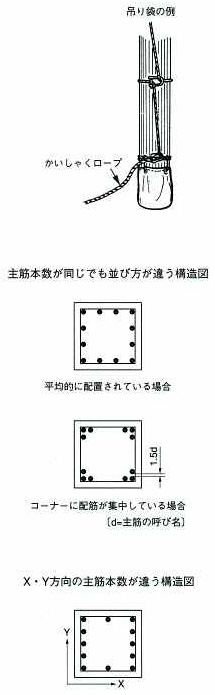 吊り袋の例
かいしゃくロープ
主筋本数が同じでも並び方が違う構造図
平均的に配置されている場合
1.5d
コーナーに配筋が集中している場合
〔d=主筋の呼び名〕
X・Y方向の主筋本数が違う構造図
Y
X